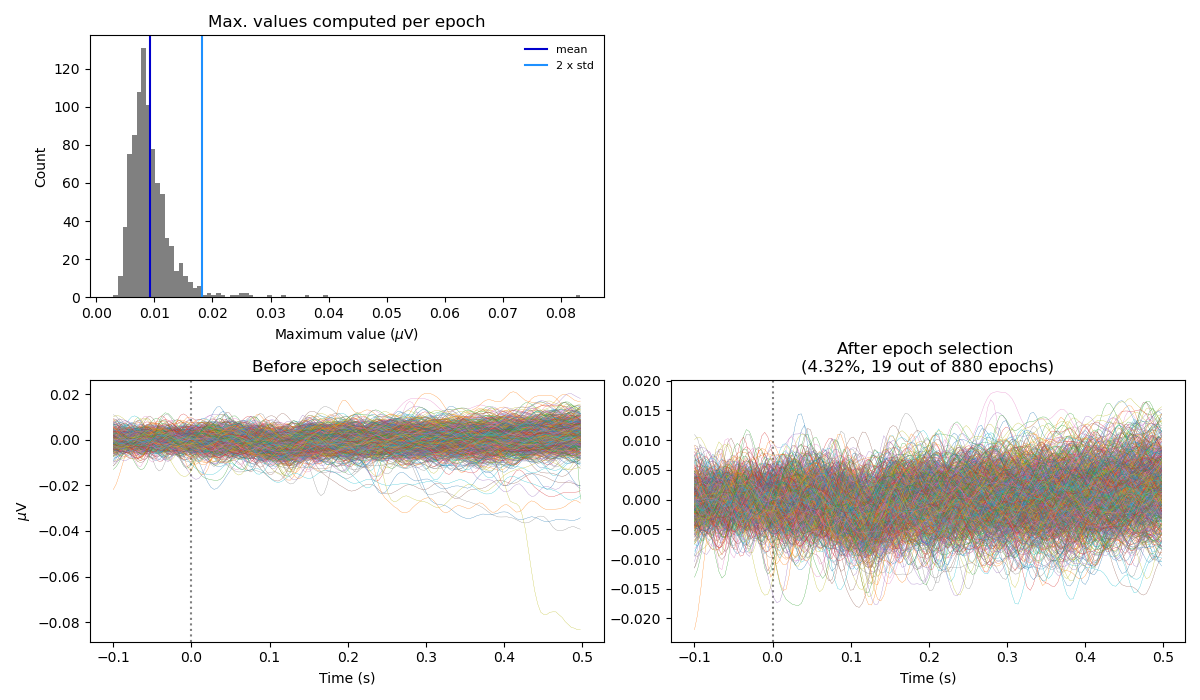 Max. values computed per epoch
mean
2 x std
120
100
80
60
40
20
0
Count
0.00 0.01 0.02 0.03 0.04 0.05 0.06 0.07 0.08
Maximum value (μV)
Before epoch selection
0.02
0.00
−0.02
−0.04
−0.06
−0.08
μV
−0.1 0.0 0.1 0.2 0.3 0.4 0.5
Time (s)
After epoch selection
(4.32%, 19 out of 880 epochs)
0.020
0.015
0.010
0.005
0.000
−0.005
−0.010
−0.015
−0.020
−0.1 0.0 0.1 0.2 0.3 0.4 0.5
Time (s)